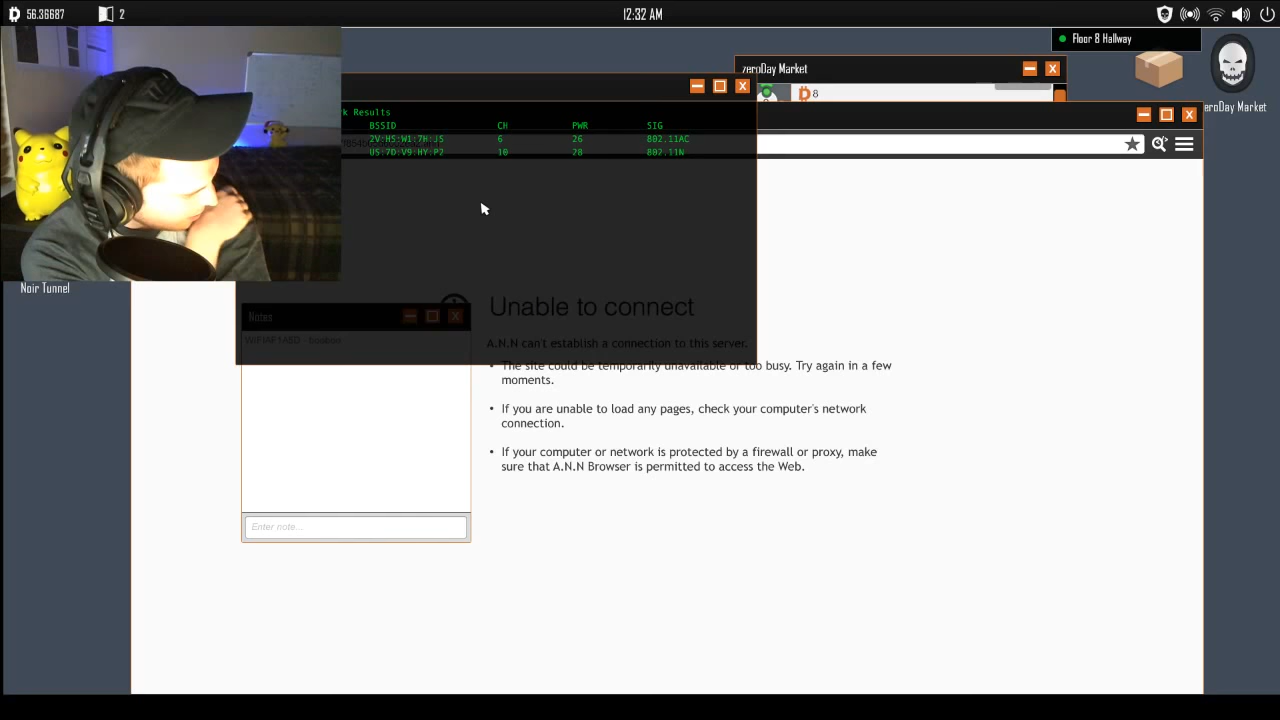 56.36687
2
12:32 AM
Floor 8 Hallway
zeroDay Market
8
eroDay Market
k Results
BSSID CH PWR SIG
2V:H5:W1:7H:J5 6 26 802.11AC
U5:7D:V9:HY:P2 10 28 802.11N
Noir Tunnel
Notes
Enter note...
Unable to connect
A.N.N can't establish a connection to this server.
• The site could be temporarily unavailable or too busy. Try again in a few
moments.
• If you are unable to load any pages, check your computer's network
connection.
• If your computer or network is protected by a firewall or proxy, make
sure that A.N.N Browser is permitted to access the Web.